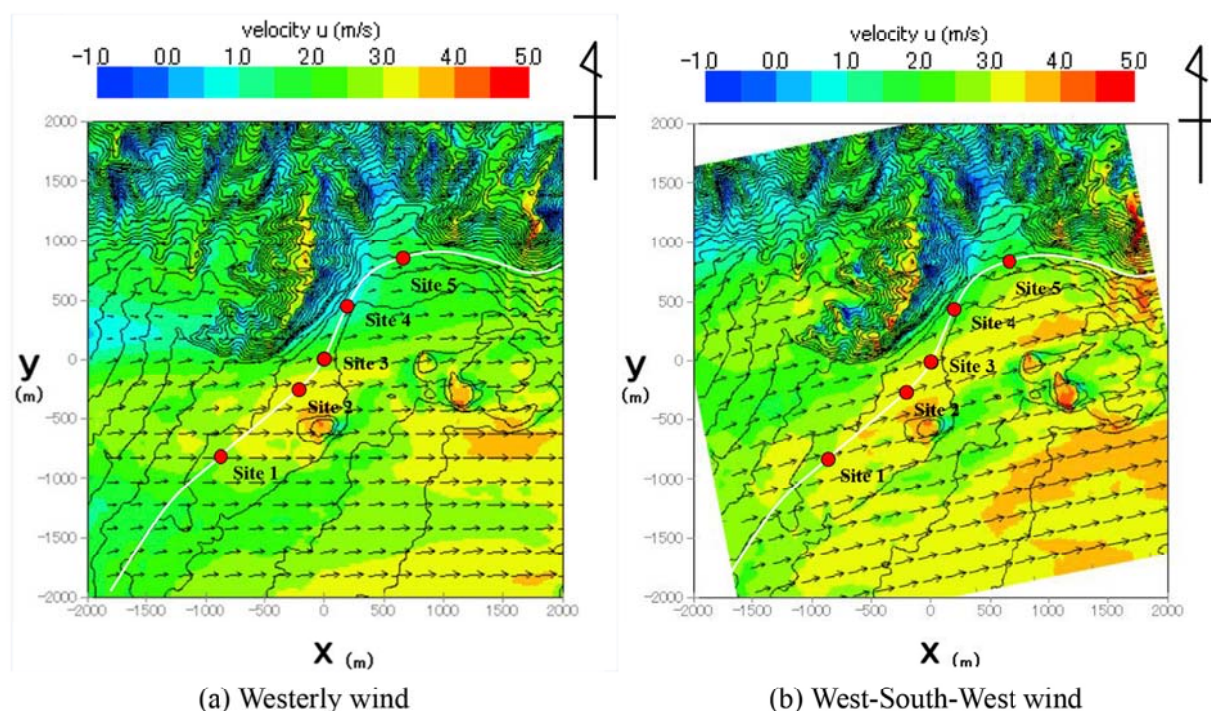 velocity u (m/s)
-1.0 0.0 1.0 2.0 3.0 4.0 5.0
2000
1500
1000
500
0
-500
-1000
-1500
-2000
-2000 -1500 -1000 -500 0 500 1000 1500 2000
y
(m)
x (m)
Site 5
Site 4
Site 3
Site 2
Site 1
(a) Westerly wind
velocity u (m/s)
-1.0 0.0 1.0 2.0 3.0 4.0 5.0
2000
1500
1000
500
0
-500
-1000
-1500
-2000
-2000 -1500 -1000 -500 0 500 1000 1500 2000
y
(m)
x (m)
Site 5
Site 4
Site 3
Site 2
Site 1
(b) West-South-West wind